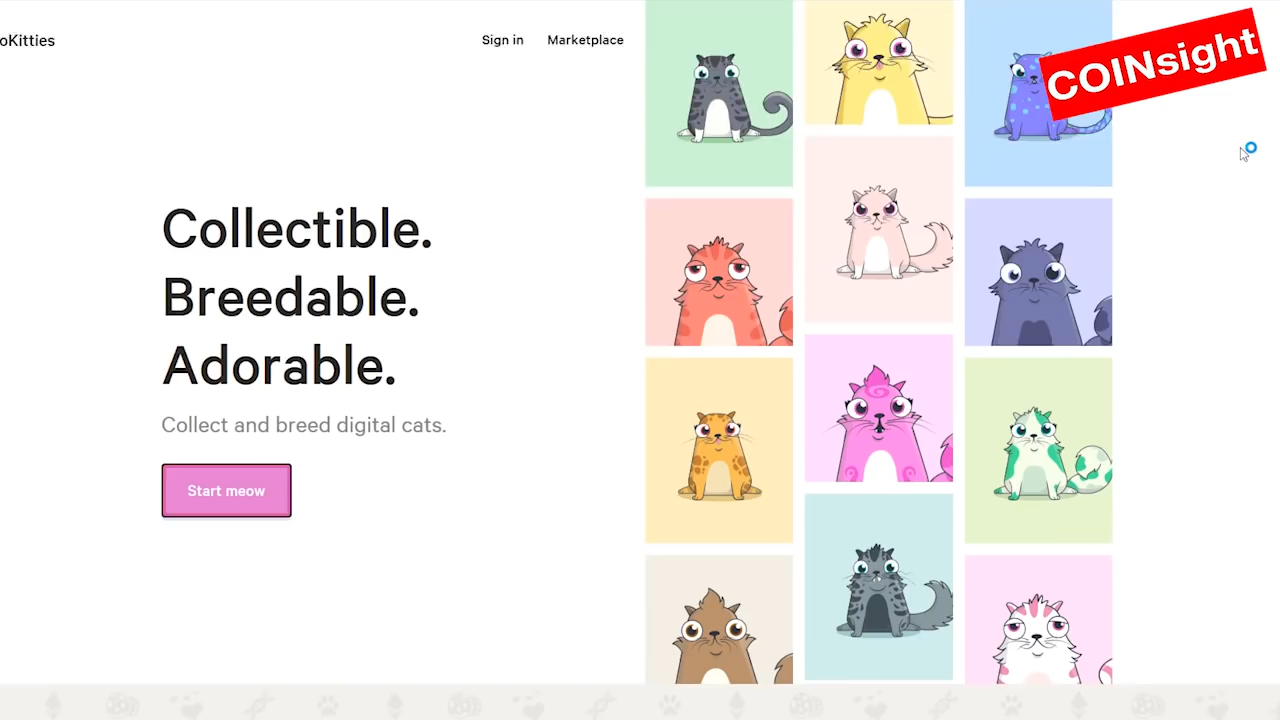 oKitties
Sign in
Marketplace
COINsight
Collectible.
Breedable.
Adorable.
Collect and breed digital cats.
Start meow